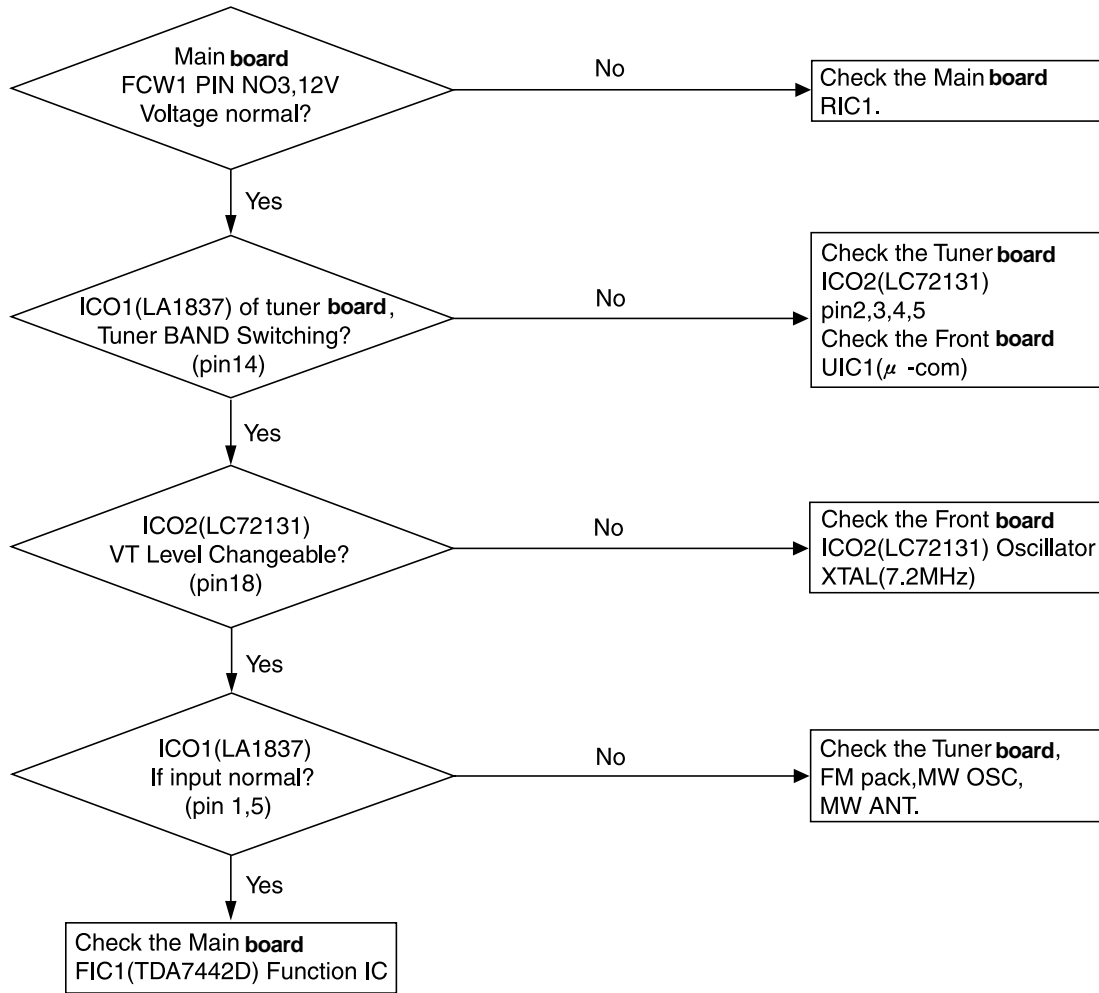 Main board
FCW1 PIN NO3,12V
Voltage normal?
No
Check the Main board
RIC1.
Yes
ICO1(LA1837) of tuner board,
Tuner BAND Switching?
(pin14)
No
Check the Tuner board
ICO2(LC72131)
pin2,3,4,5
Check the Front board
UIC1(μ -com)
Yes
ICO2(LC72131)
VT Level Changeable?
(pin18)
No
Check the Front board
ICO2(LC72131) Oscillator
XTAL(7.2MHz)
Yes
ICO1(LA1837)
If input normal?
(pin 1,5)
No
Check the Tuner board,
FM pack,MW OSC,
MW ANT.
Yes
Check the Main board
FIC1(TDA7442D) Function IC